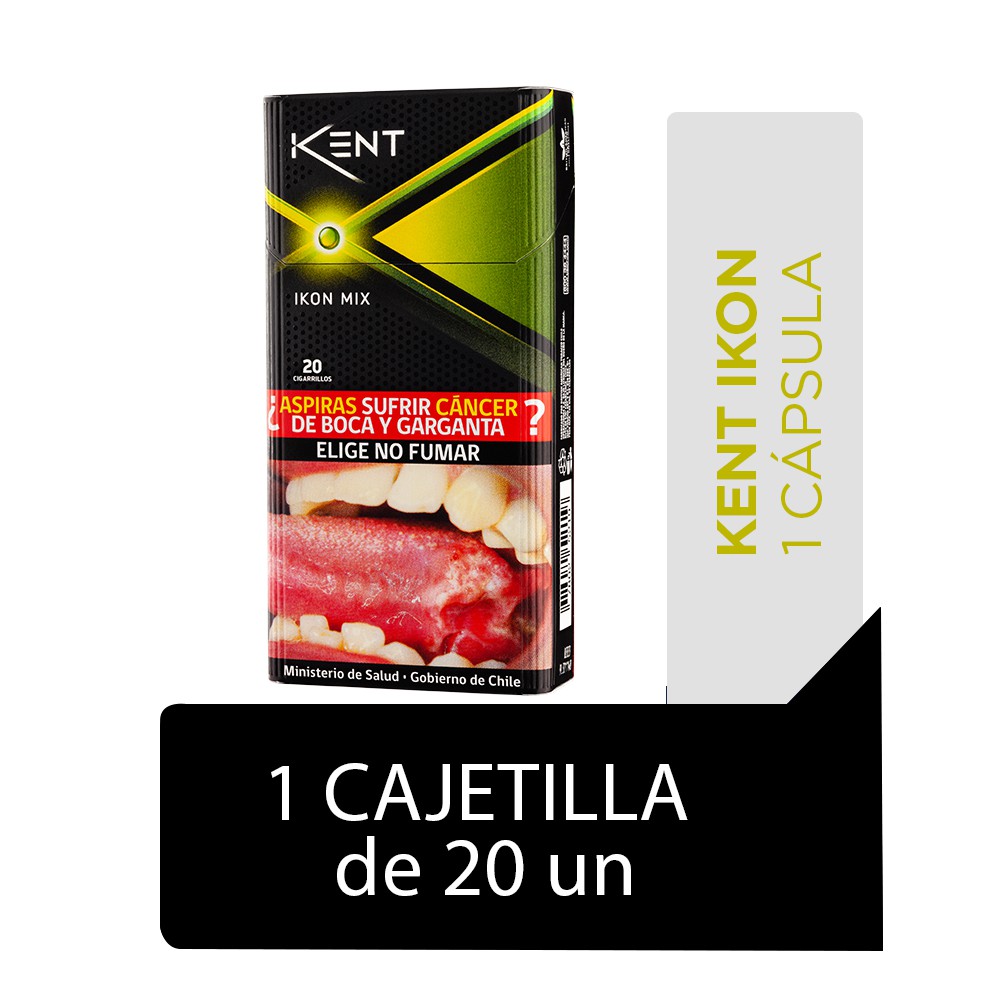 KENT
IKON MIX
20
CIGARRILLOS
¿ASPIRAS SUFRIR CÁNCER
DE BOCA Y GARGANTA?
ELIGE NO FUMAR
Ministerio de Salud • Gobierno de Chile
KENT IKON
1 CÁPSULA
1 CAJETILLA
de 20 un